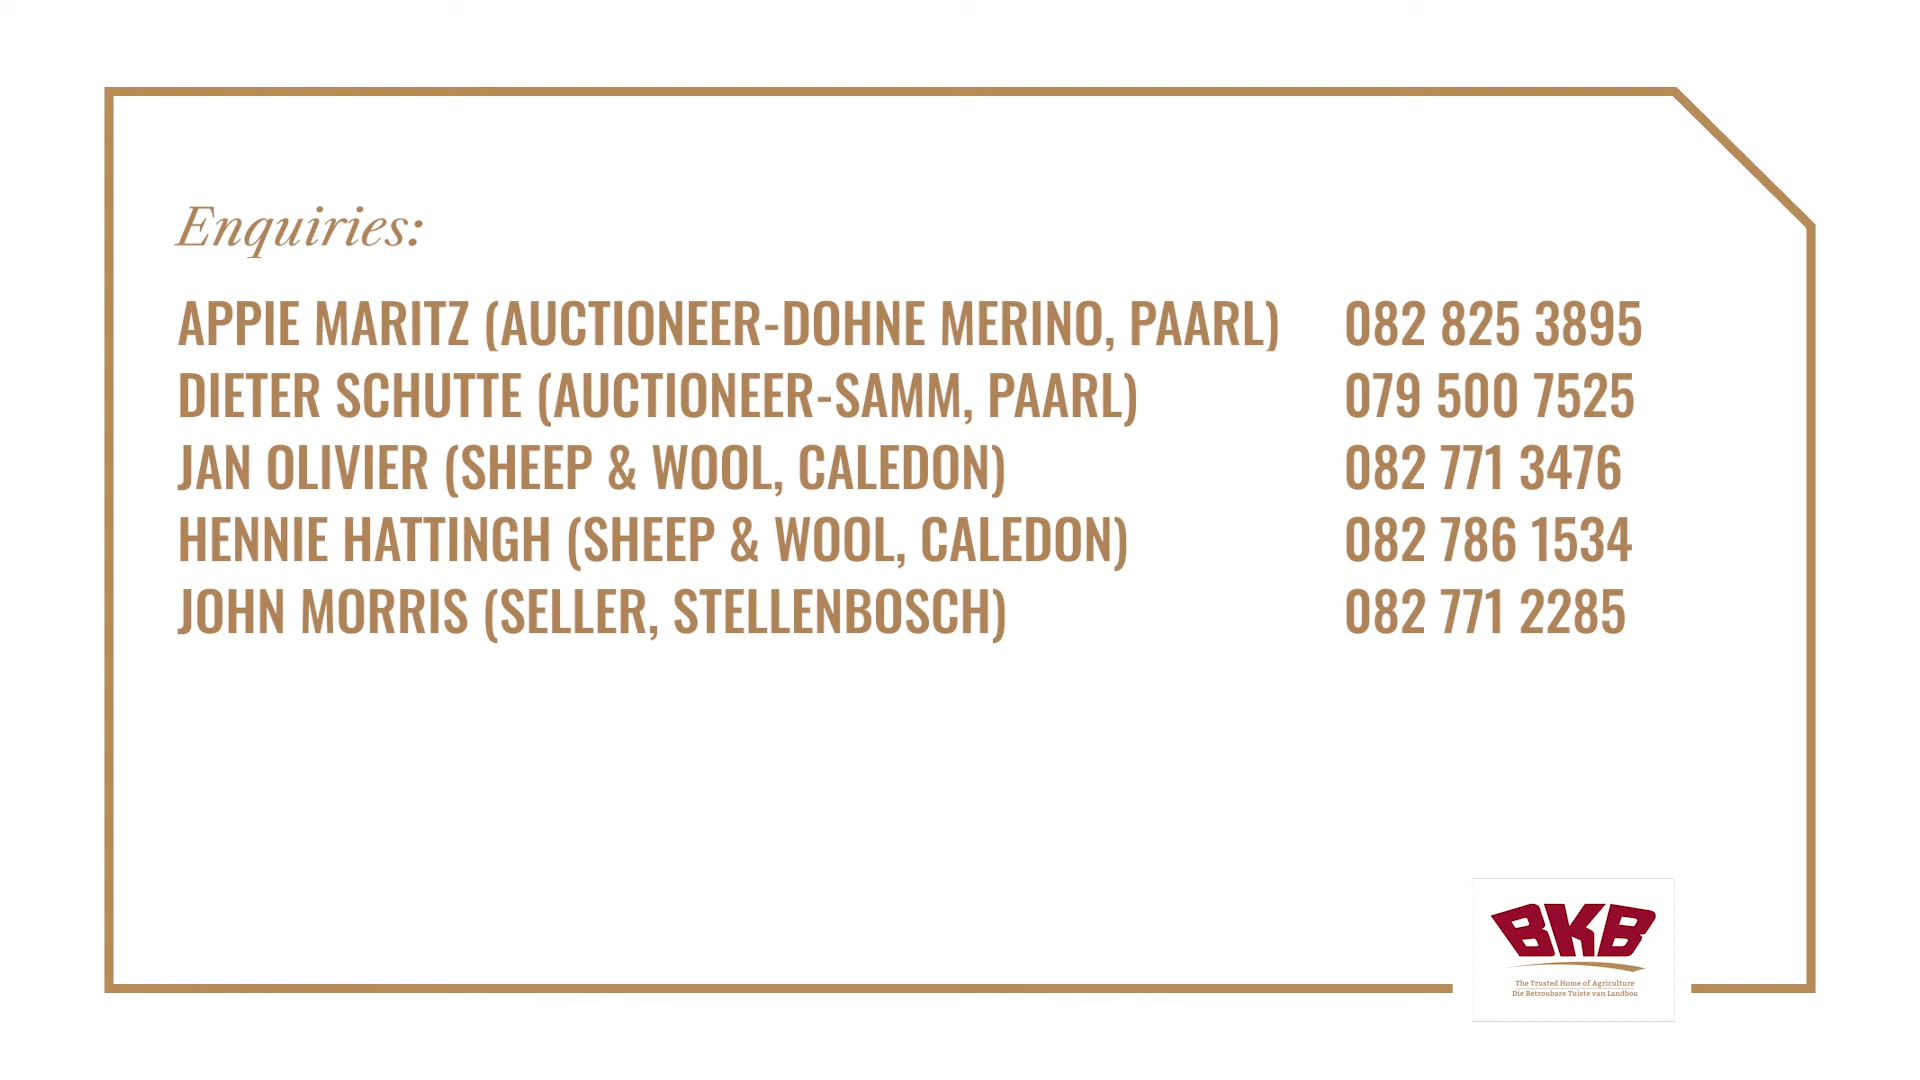 Enquiries:
APPIE MARITZ (AUCTIONEER-DOHNE MERINO, PAARL) 082 825 3895
DIETER SCHUTTE (AUCTIONEER-SAMM, PAARL) 079 500 7525
JAN OLIVIER (SHEEP & WOOL, CALEDON) 082 771 3476
HENNIE HATTINGH (SHEEP & WOOL, CALEDON) 082 786 1534
JOHN MORRIS (SELLER, STELLENBOSCH) 082 771 2285
BKB
The Trusted Home of Agriculture
Die Betroubare Tuiste van Landbou